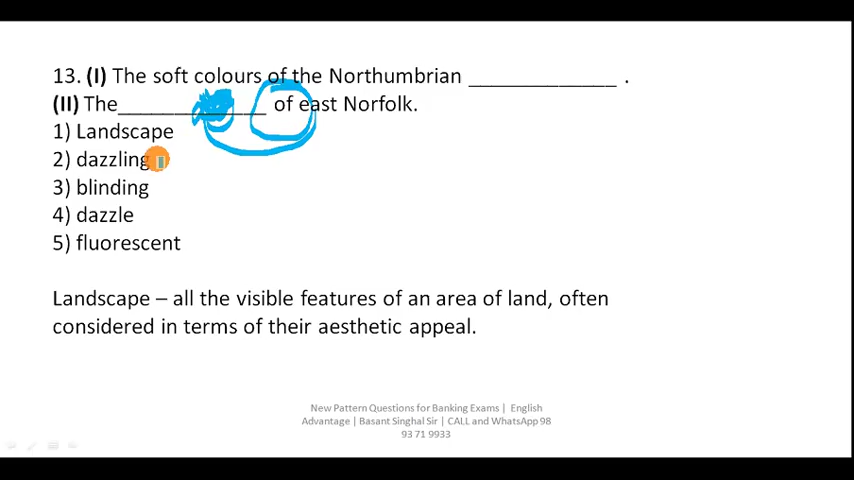 13. (I) The soft colours of the Northumbrian ______________ .
(II) The______________ of east Norfolk.
1) Landscape
2) dazzling
3) blinding
4) dazzle
5) fluorescent
Landscape – all the visible features of an area of land, often
considered in terms of their aesthetic appeal.
New Pattern Questions for Banking Exams | English
Advantage | Basant Singhal Sir | CALL and WhatsApp 98
93 71 9933